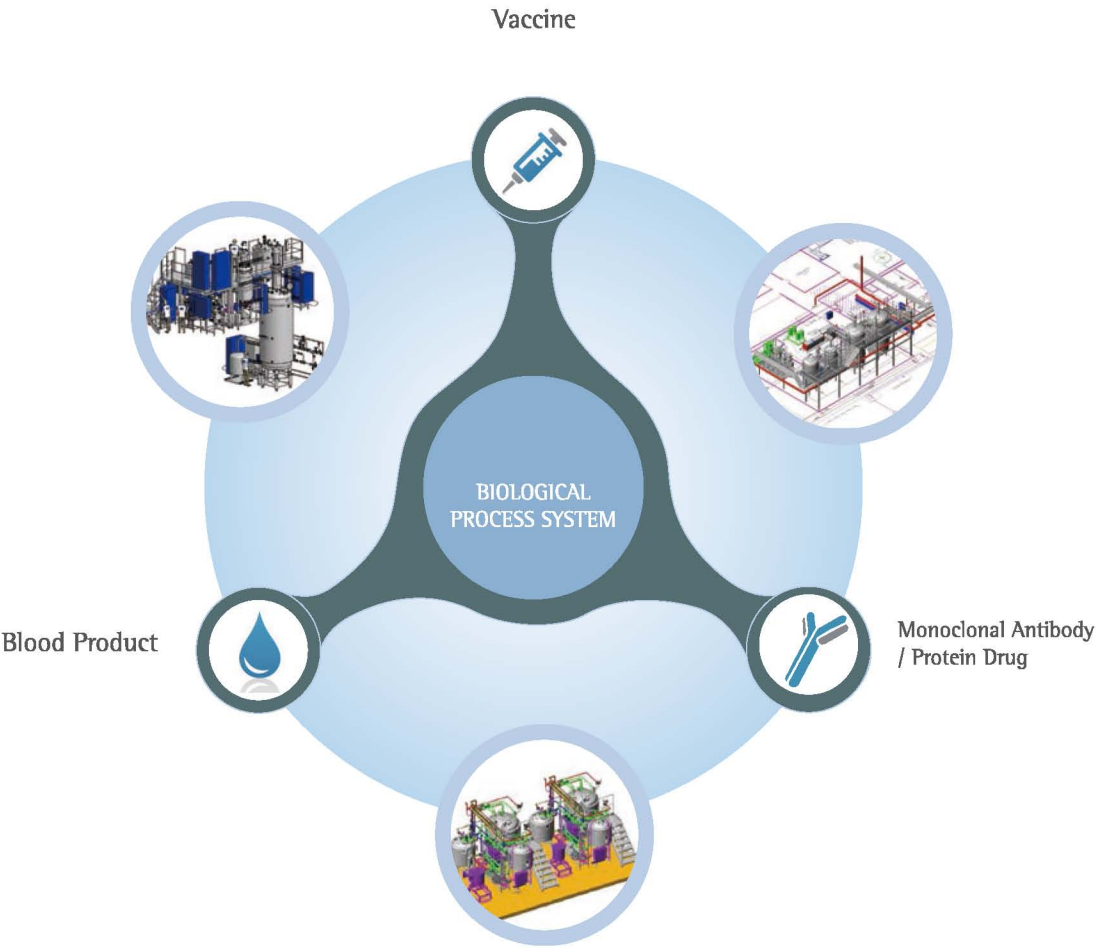 Vaccine
BIOLOGICAL
PROCESS SYSTEM
Blood Product
Monoclonal Antibody
/ Protein Drug